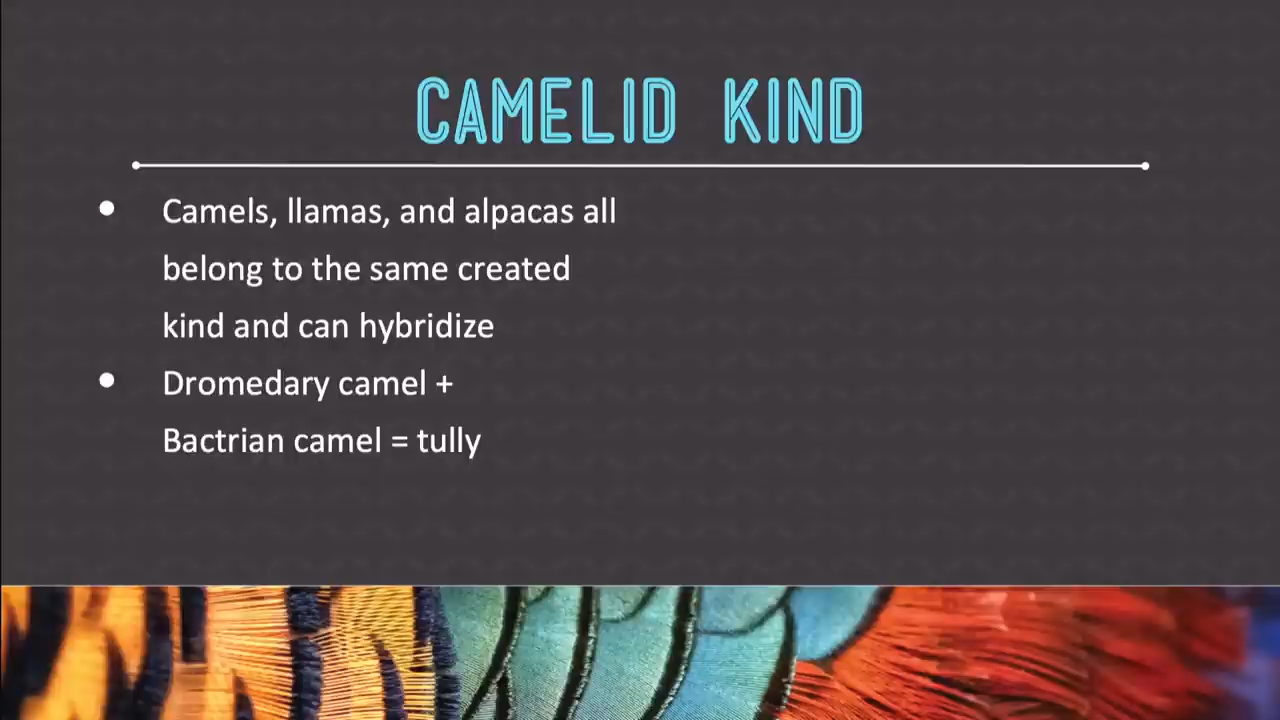 CAMELID KIND
• Camels, llamas, and alpacas all
belong to the same created
kind and can hybridize
• Dromedary camel +
Bactrian camel = tully